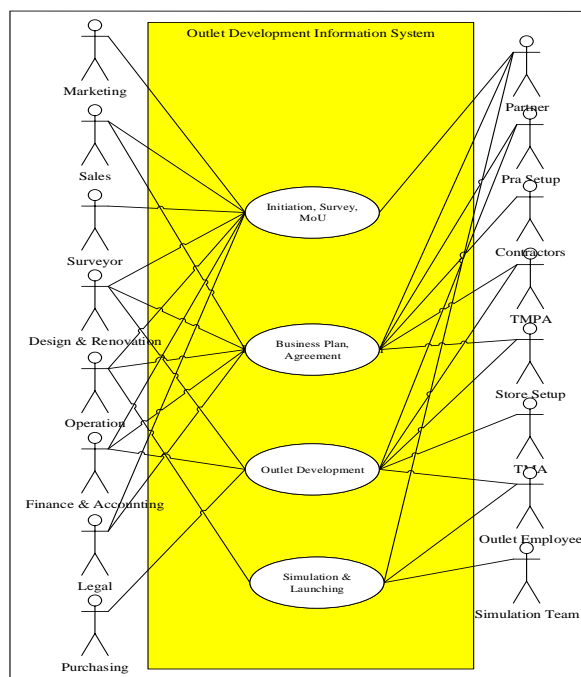 Outlet Development Information System
Marketing
Sales
Surveyor
Design & Renovation
Operation
Finance & Accounting
Legal
Purchasing
Initiation, Survey,
MoU
Business Plan,
Agreement
Outlet Development
Simulation &
Launching
Partner
Pra Setup
Contractors
TMPA
Store Setup
TMA
Outlet Employee
Simulation Team